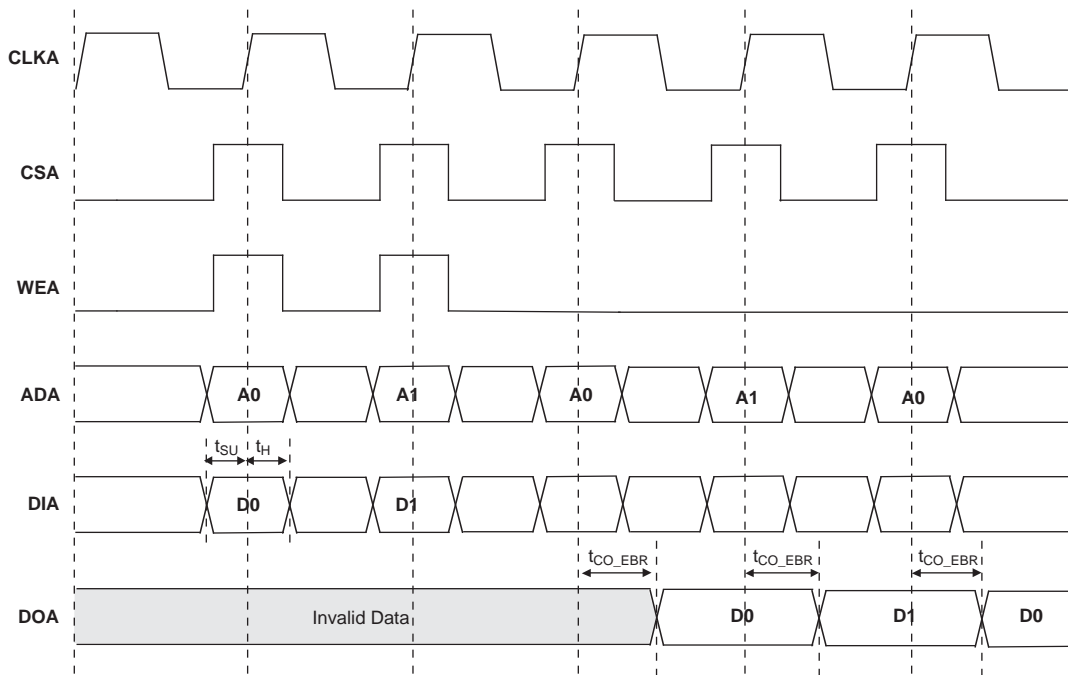 CLKA
CSA
WEA
ADA A0 A1 A0 A1 A0
tSU tH
DIA D0 D1
tCO_EBR tCO_EBR tCO_EBR
DOA Invalid Data D0 D1 D0